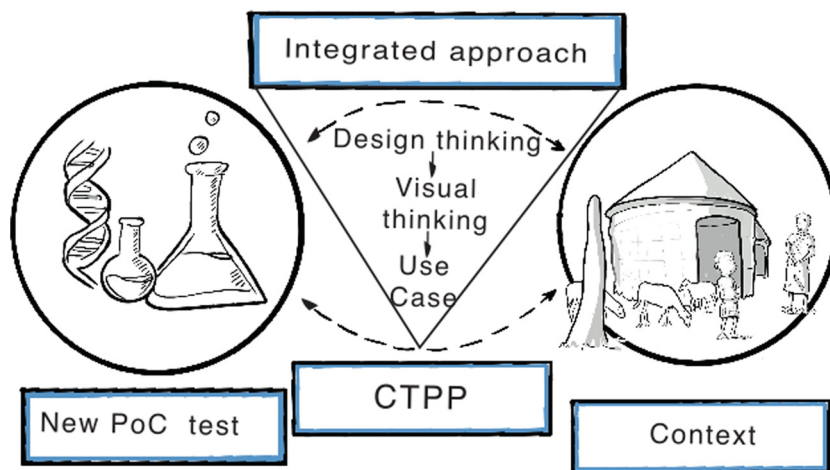 Integrated approach
Design thinking
Visual
thinking
Use
Case
CTPP
New PoC test
Context